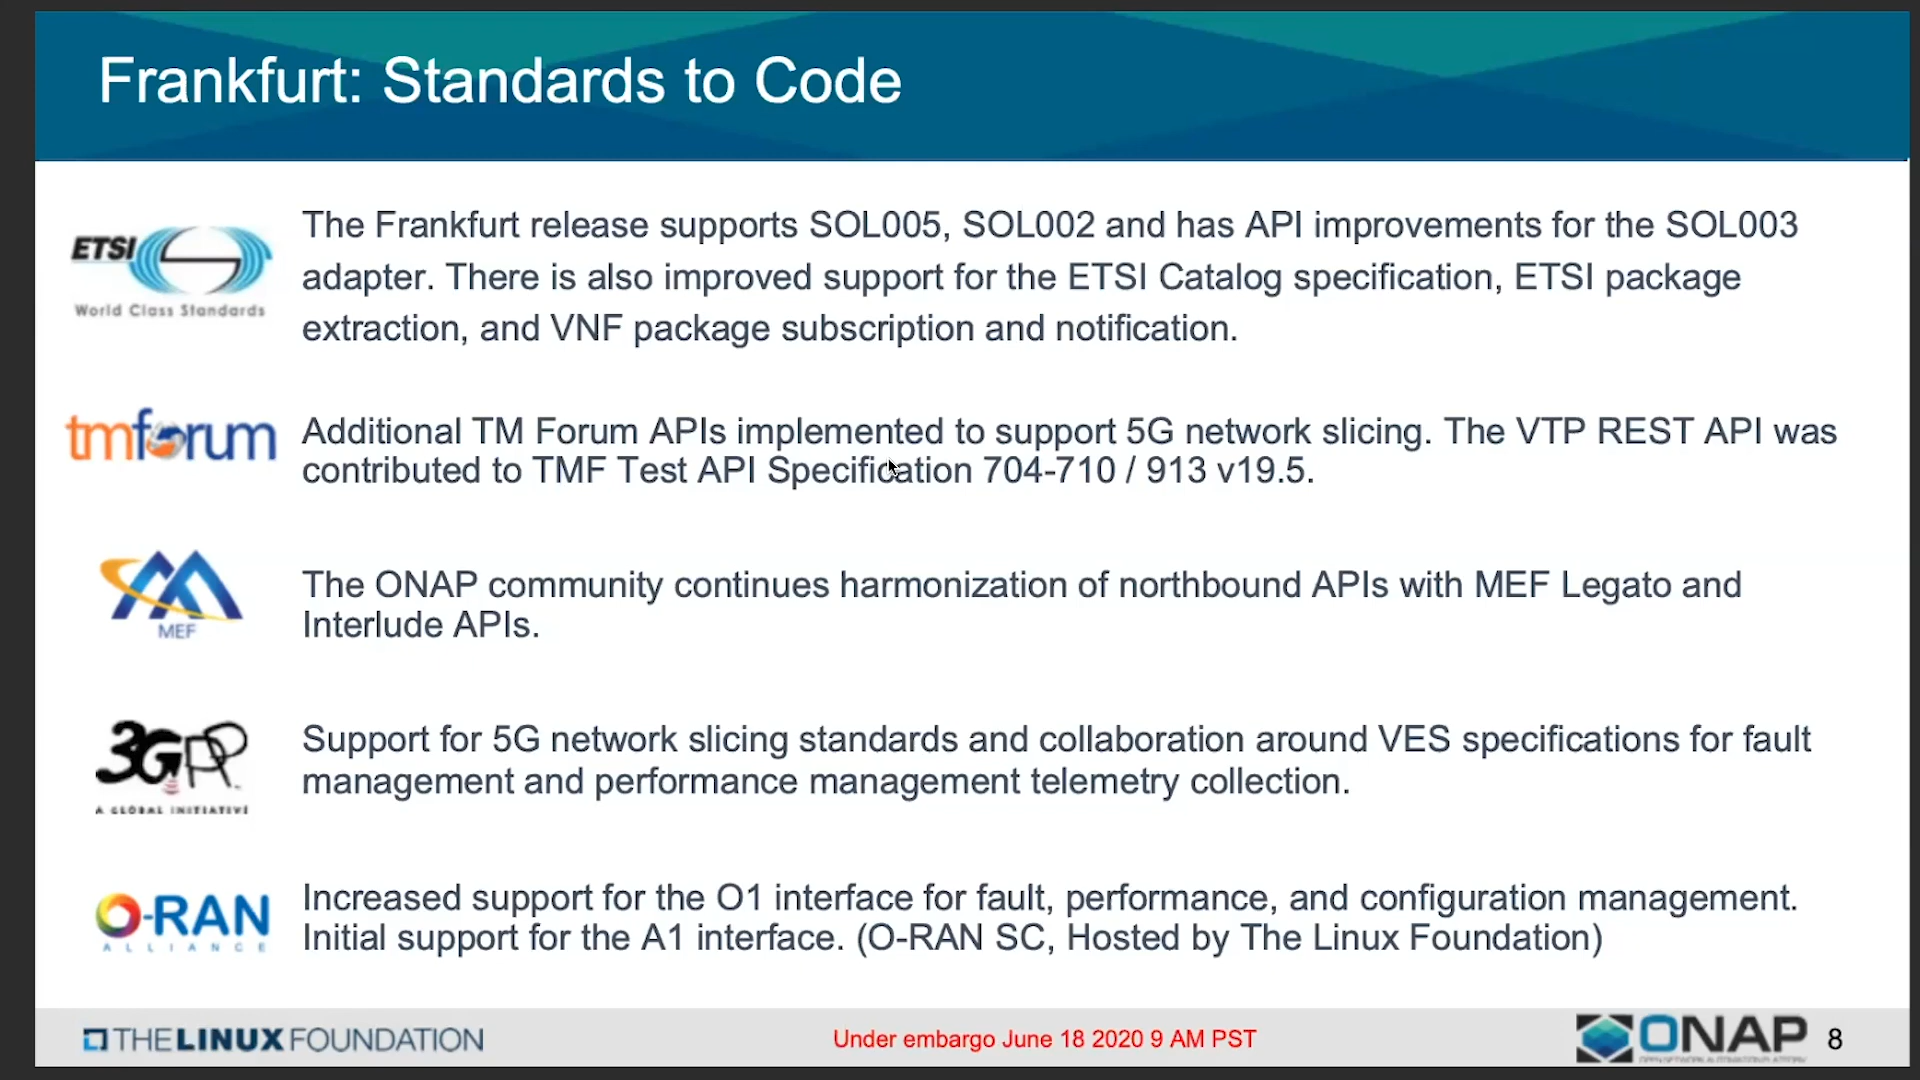 Frankfurt: Standards to Code
ETSI
World Class Standards
The Frankfurt release supports SOL005, SOL002 and has API improvements for the SOL003
adapter. There is also improved support for the ETSI Catalog specification, ETSI package
extraction, and VNF package subscription and notification.
tmforum
Additional TM Forum APIs implemented to support 5G network slicing. The VTP REST API was
contributed to TMF Test API Specification 704-710 / 913 v19.5.
MEF
The ONAP community continues harmonization of northbound APIs with MEF Legato and
Interlude APIs.
3GPP
A GLOBAL INITIATIVE
Support for 5G network slicing standards and collaboration around VES specifications for fault
management and performance management telemetry collection.
O-RAN
ALLIANCE
Increased support for the O1 interface for fault, performance, and configuration management.
Initial support for the A1 interface. (O-RAN SC, Hosted by The Linux Foundation)
THE LINUX FOUNDATION
Under embargo June 18 2020 9 AM PST
ONAP
OPEN NETWORK AUTOMATION PLATFORM
8